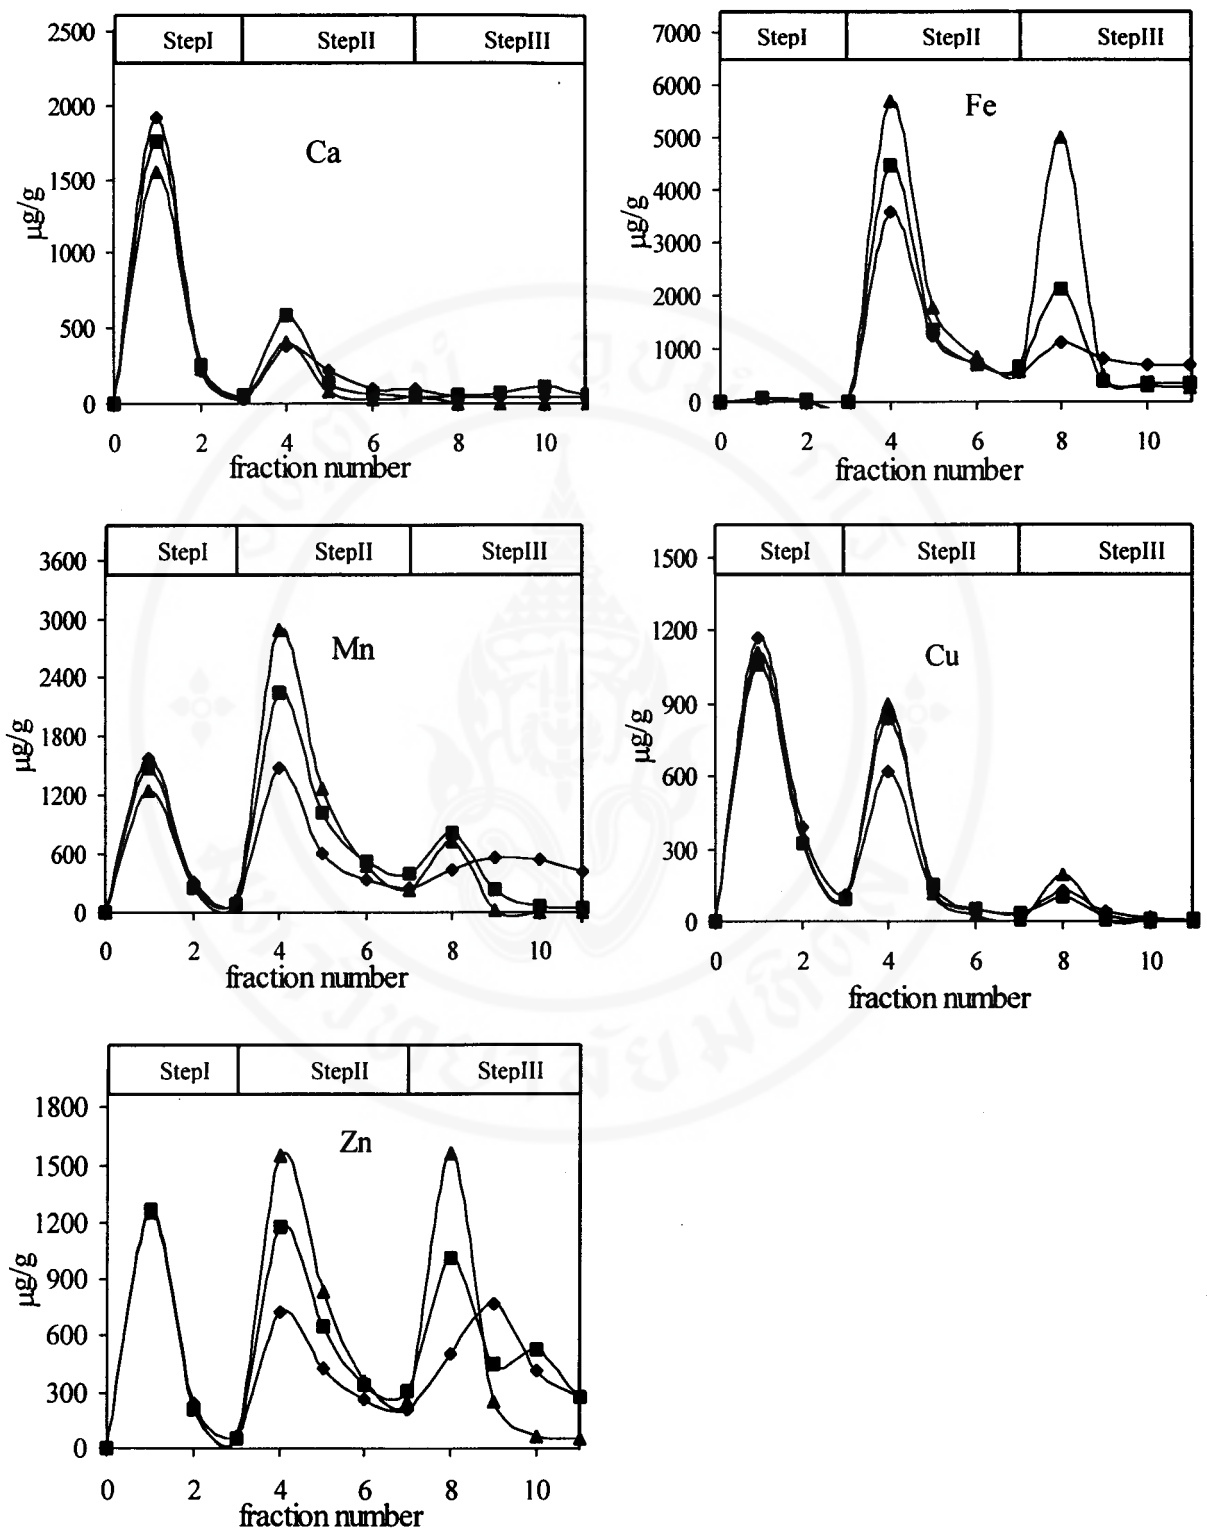 StepI StepII StepIII
2500
2000
1500
1000
500
0
Ca
µg/g
0 2 4 6 8 10
fraction number
StepI StepII StepIII
7000
6000
5000
4000
3000
2000
1000
0
Fe
µg/g
0 2 4 6 8 10
fraction number
StepI StepII StepIII
3600
3000
2400
1800
1200
600
0
Mn
µg/g
0 2 4 6 8 10
fraction number
StepI StepII StepIII
1500
1200
900
600
300
0
Cu
µg/g
0 2 4 6 8 10
fraction number
StepI StepII StepIII
1800
1500
1200
900
600
300
0
Zn
µg/g
0 2 4 6 8 10
fraction number